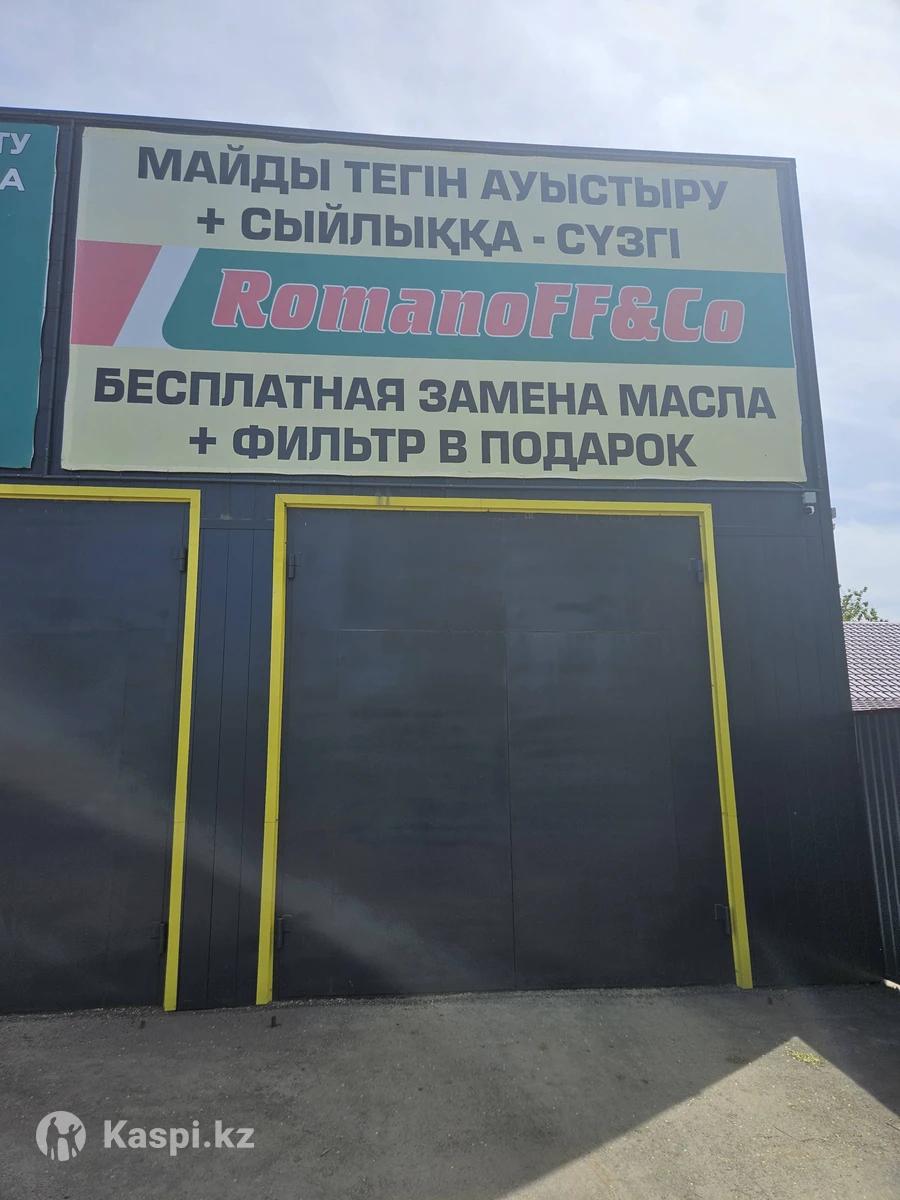 МАЙДЫ ТЕГІН АУЫСТЫРУ
+ СЫЙЛЫҚҚА - СҮЗГІ
RomanoFF&Co
БЕСПЛАТНАЯ ЗАМЕНА МАСЛА
+ ФИЛЬТР В ПОДАРОК
Kaspi.kz